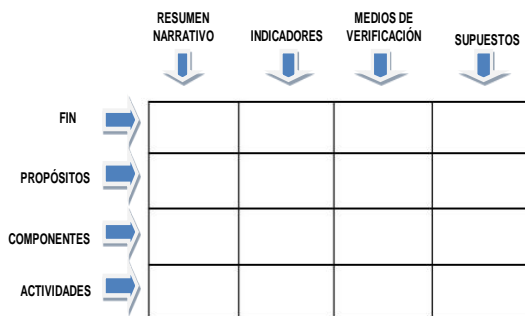 RESUMEN
NARRATIVO
INDICADORES
MEDIOS DE
VERIFICACIÓN
SUPUESTOS
FIN
PROPÓSITOS
COMPONENTES
ACTIVIDADES